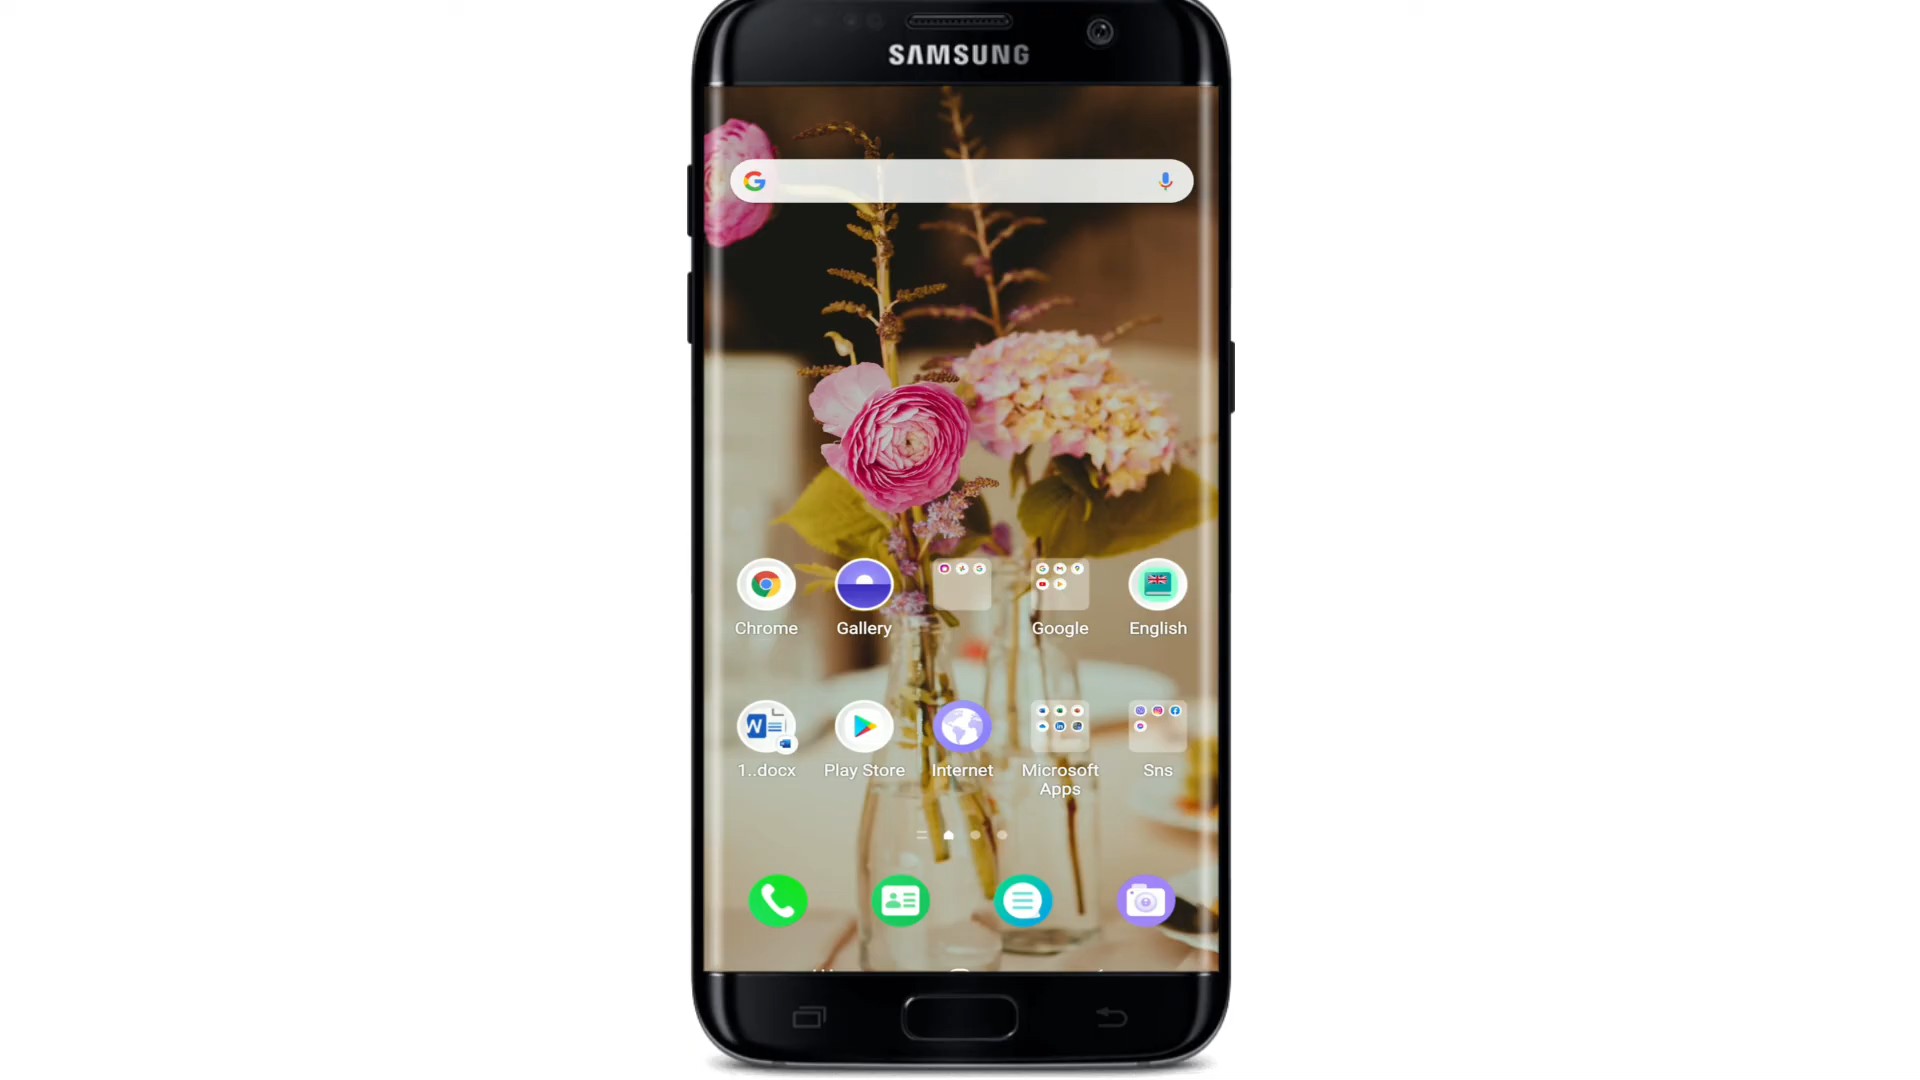 SAMSUNG
Chrome
Gallery
Google
English
W
1..docx
Play Store
Internet
Microsoft
Apps
Sns